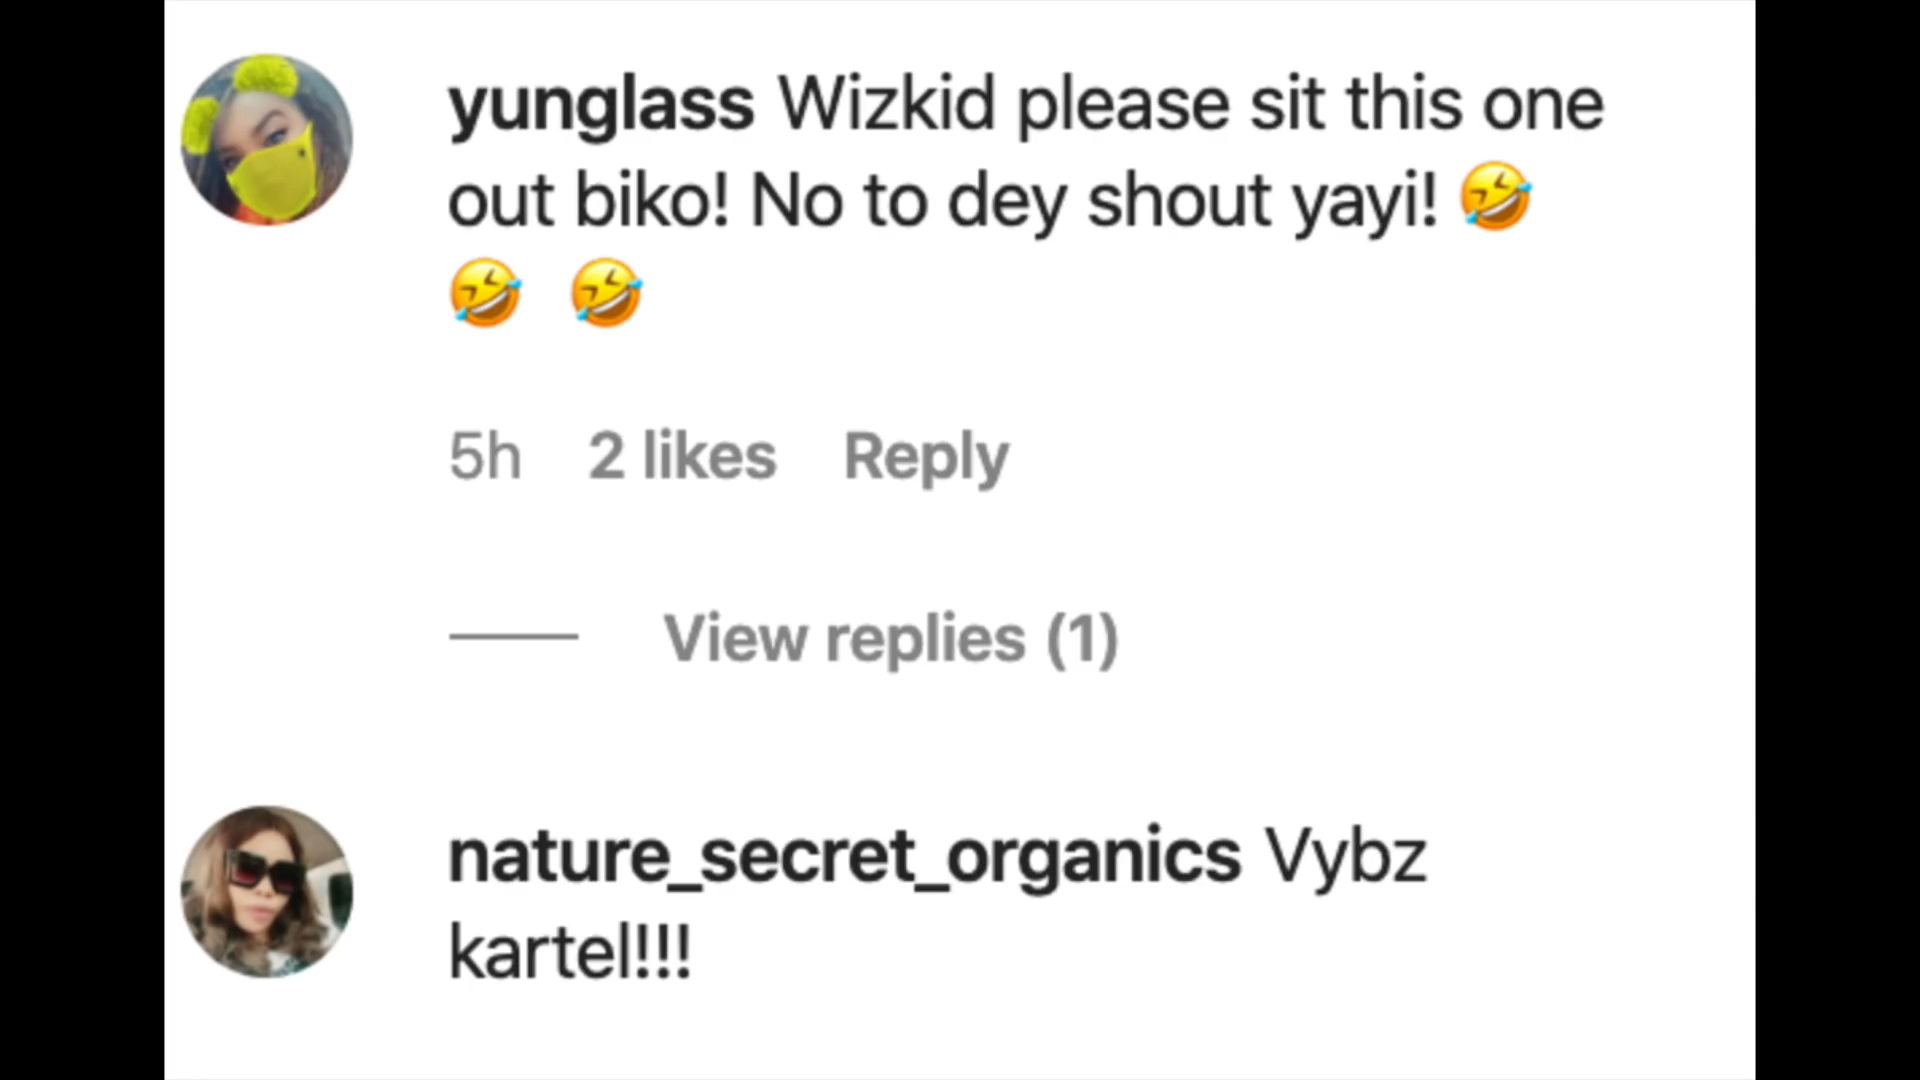 yunglass Wizkid please sit this one
out biko! No to dey shout yayi! 🤣
🤣 🤣
5h 2 likes Reply
View replies (1)
nature_secret_organics Vybz
kartel!!!